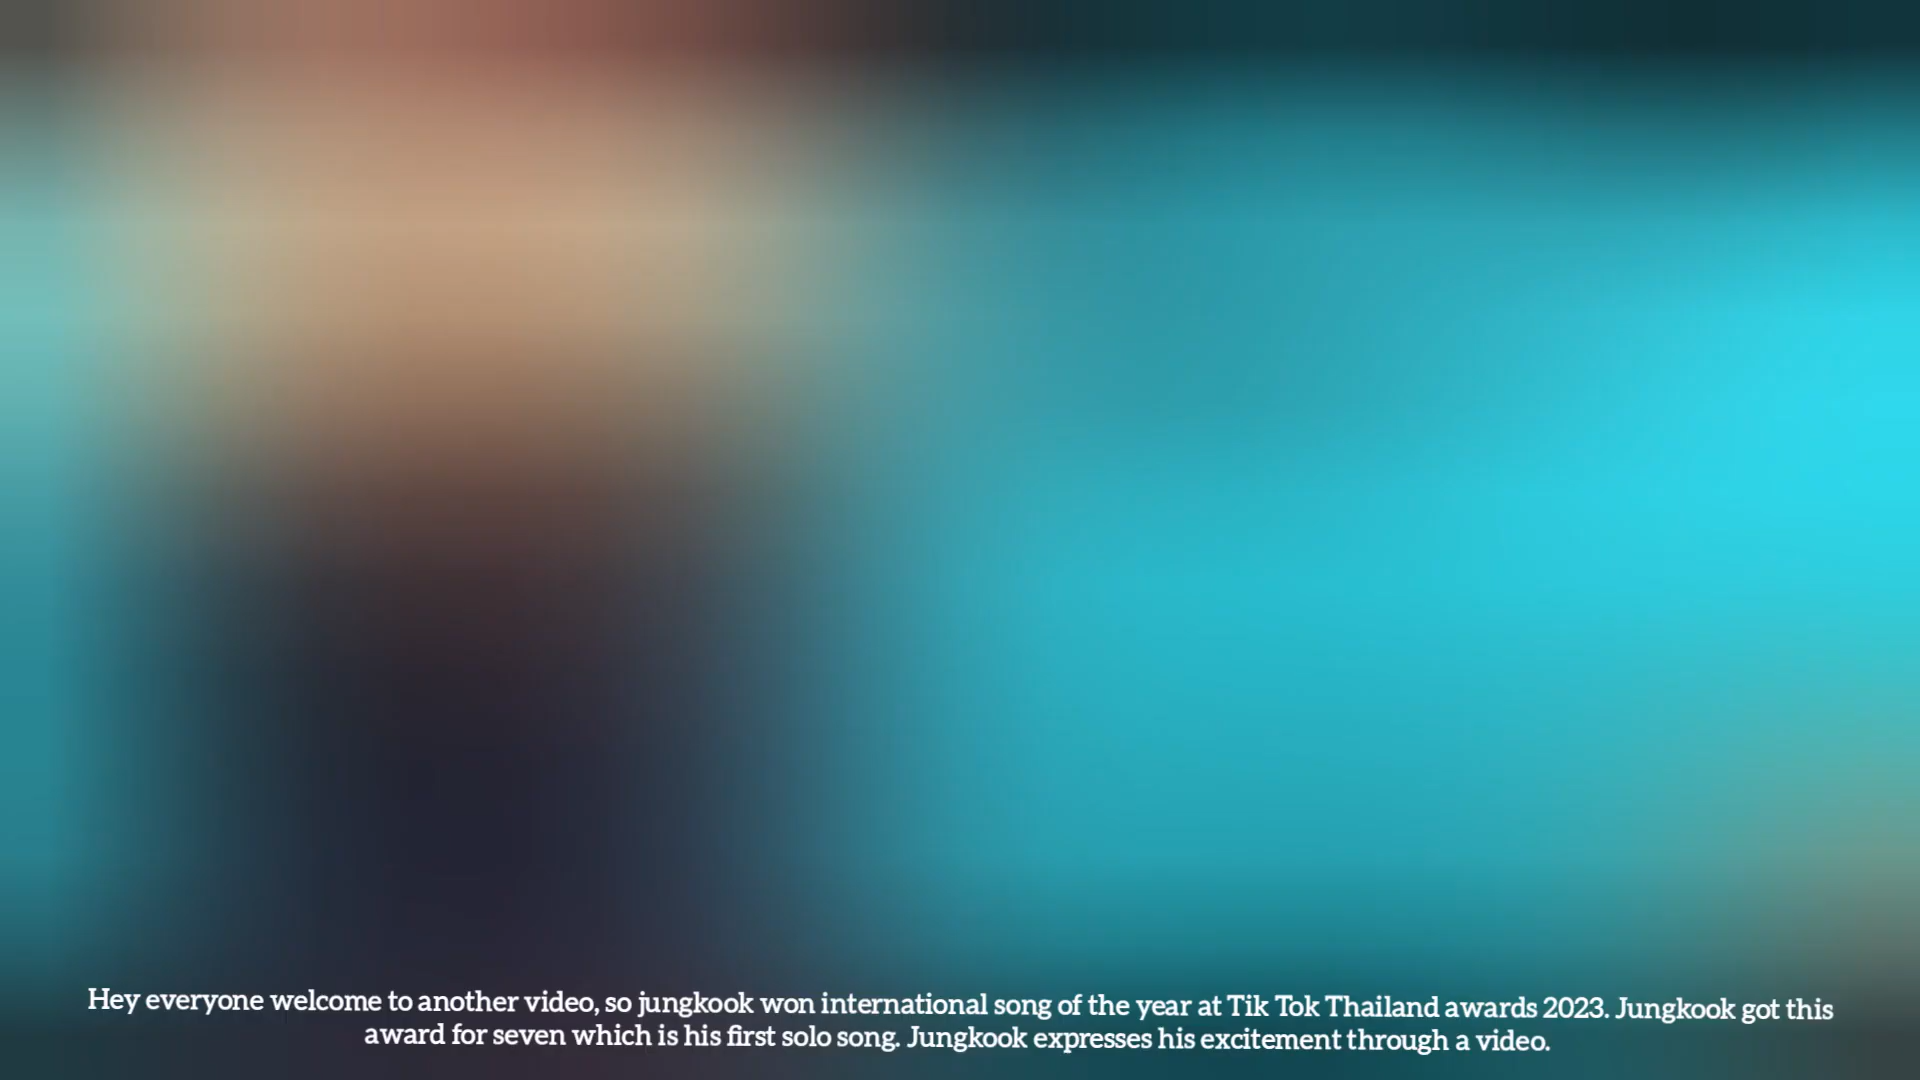 Hey everyone welcome to another video, so jungkook won international song of the year at Tik Tok Thailand awards 2023. Jungkook got this
award for seven which is his first solo song. Jungkook expresses his excitement through a video.